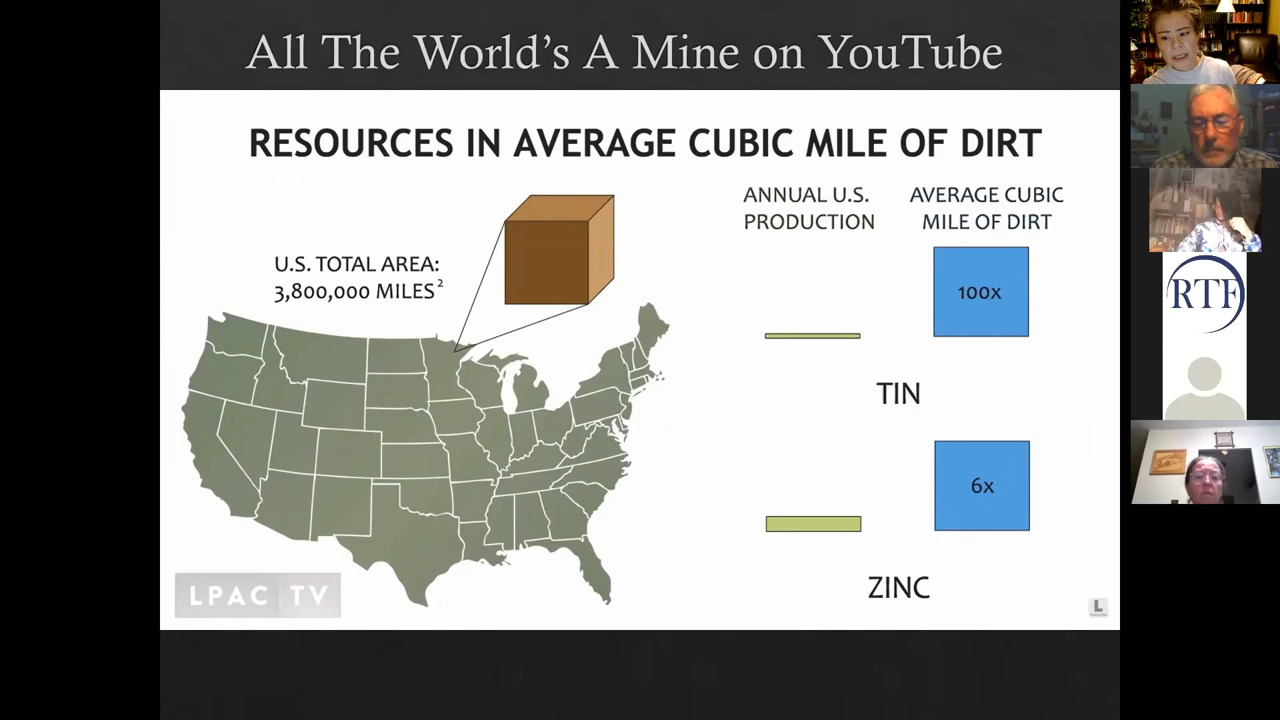 All The World's A Mine on YouTube
RESOURCES IN AVERAGE CUBIC MILE OF DIRT
ANNUAL U.S.
PRODUCTION
AVERAGE CUBIC
MILE OF DIRT
U.S. TOTAL AREA:
3,800,000 MILES²
100x
TIN
6x
ZINC
LPAC TV
L
RTF